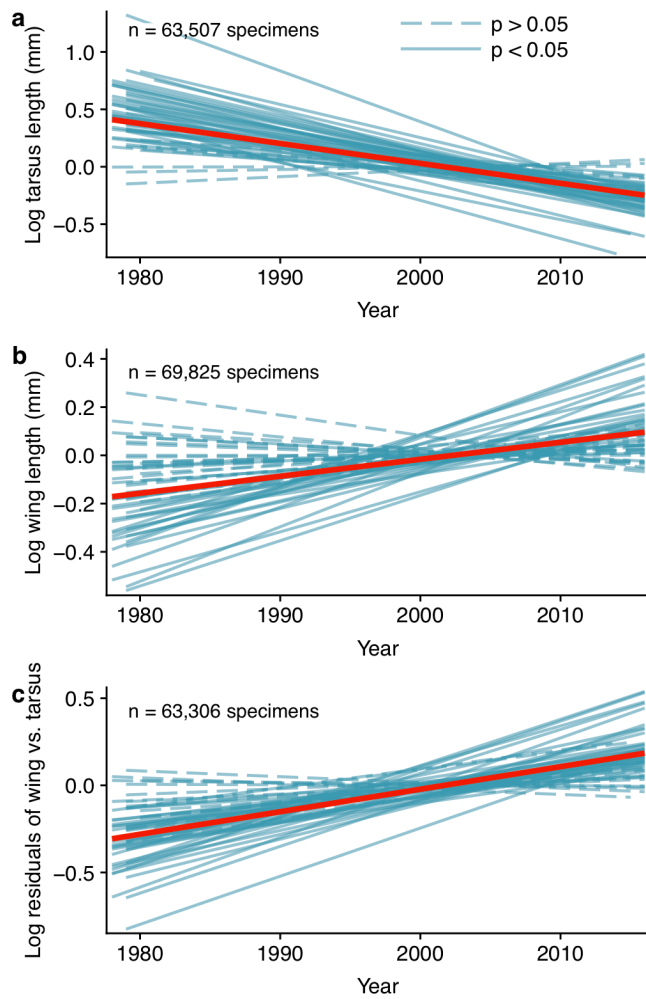 a
n = 63,507 specimens
p > 0.05
p < 0.05
Log tarsus length (mm)
1.0
0.5
0.0
−0.5
1980 1990 2000 2010
Year
b
n = 69,825 specimens
Log wing length (mm)
0.4
0.2
0.0
−0.2
−0.4
1980 1990 2000 2010
Year
c
n = 63,306 specimens
Log residuals of wing vs. tarsus
0.5
0.0
−0.5
1980 1990 2000 2010
Year